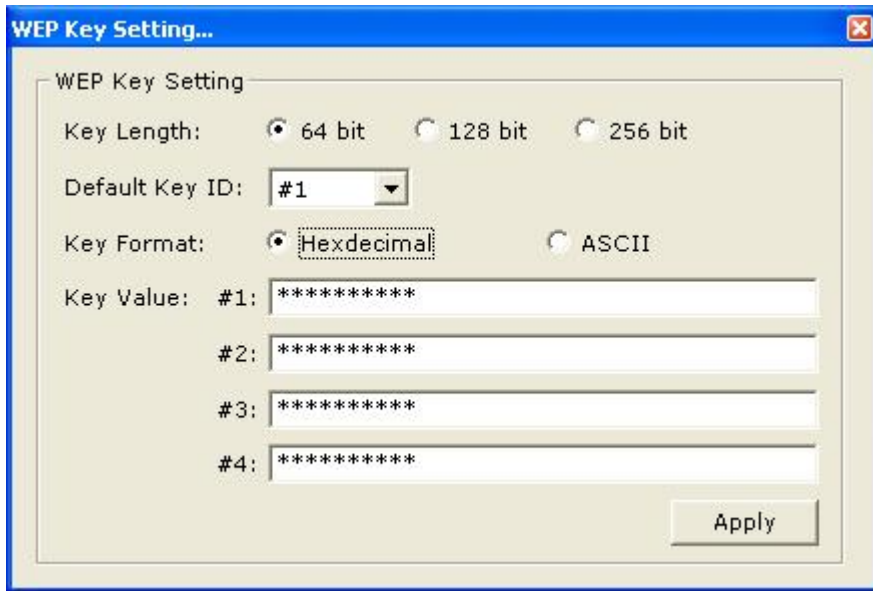 WEP Key Setting...
WEP Key Setting
Key Length: 64 bit 128 bit 256 bit
Default Key ID: #1
Key Format: Hexdecimal ASCII
Key Value: #1: **********
#2: **********
#3: **********
#4: **********
Apply